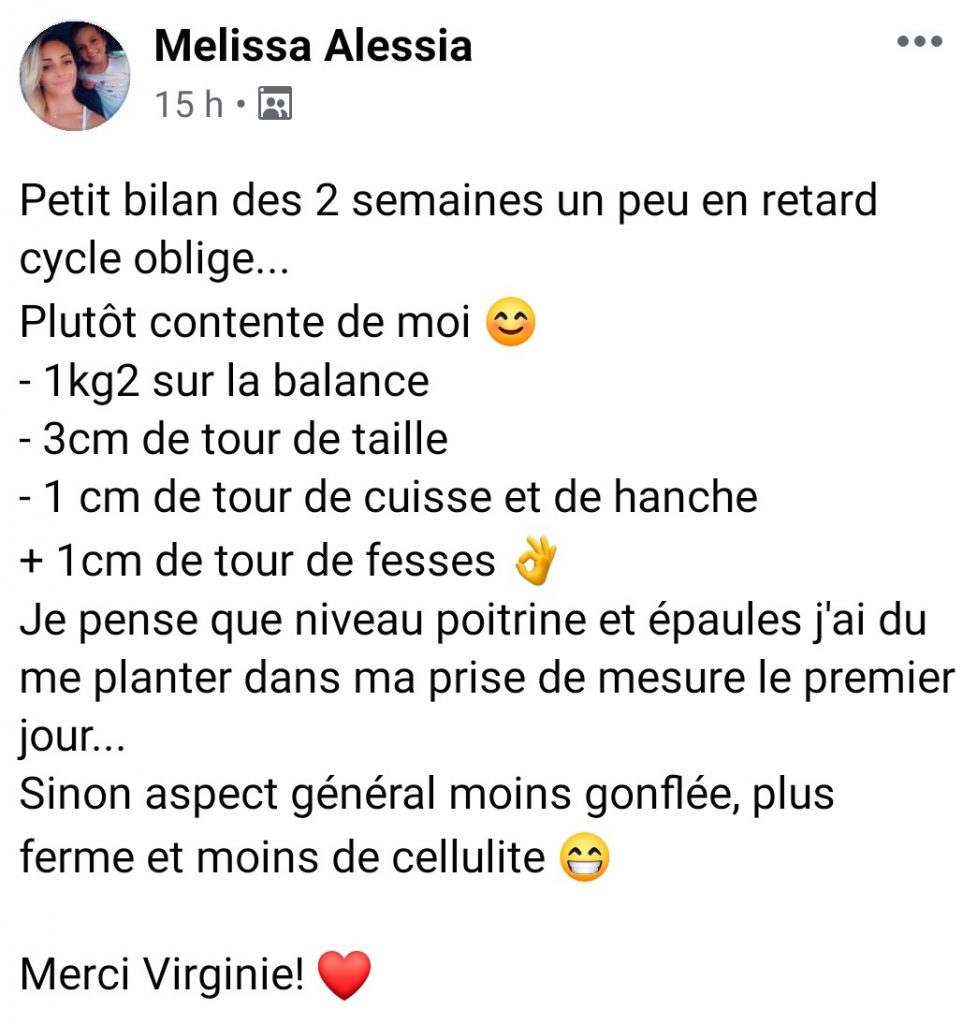 Melissa Alessia
15 h •
Petit bilan des 2 semaines un peu en retard
cycle oblige...
Plutôt contente de moi 😊
- 1kg2 sur la balance
- 3cm de tour de taille
- 1 cm de tour de cuisse et de hanche
+ 1cm de tour de fesses 👌
Je pense que niveau poitrine et épaules j'ai du
me planter dans ma prise de mesure le premier
jour...
Sinon aspect général moins gonflée, plus
ferme et moins de cellulite 😁
Merci Virginie! ❤️